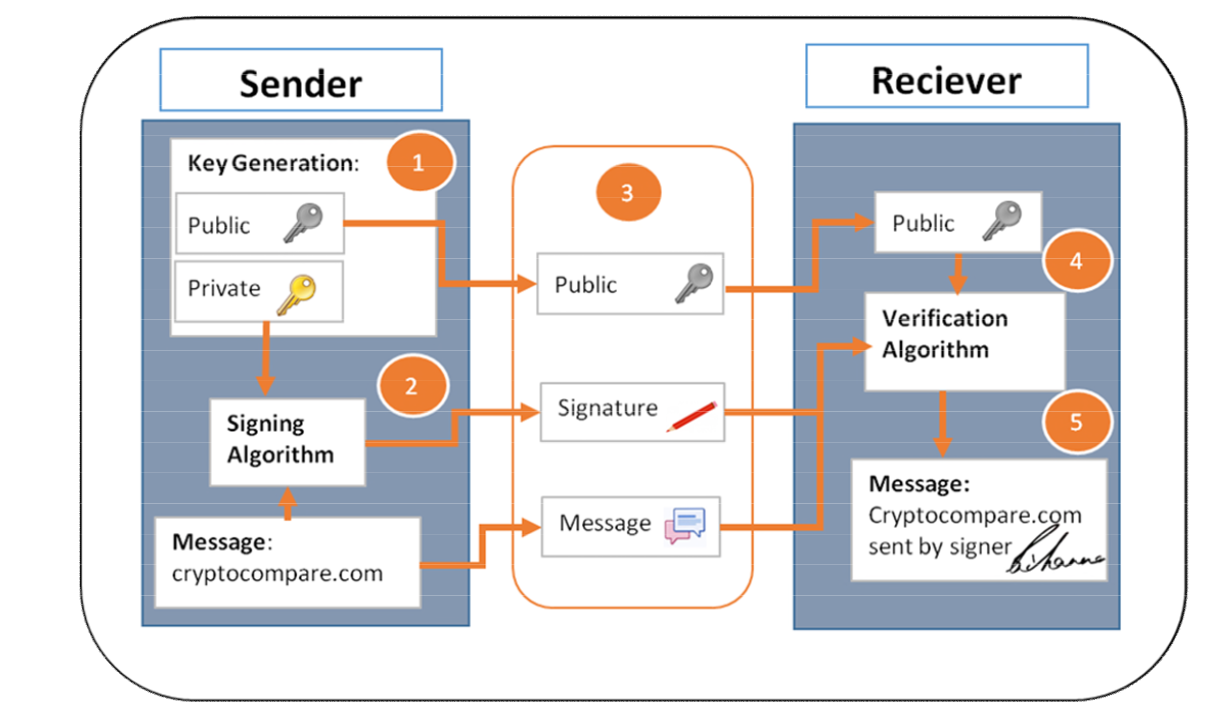 Sender
Reciever
Key Generation:
1
Public
Private
2
Signing
Algorithm
Message:
cryptocompare.com
3
Public
Signature
Message
Public
4
Verification
Algorithm
5
Message:
Cryptocompare.com
sent by signer
Rihanna